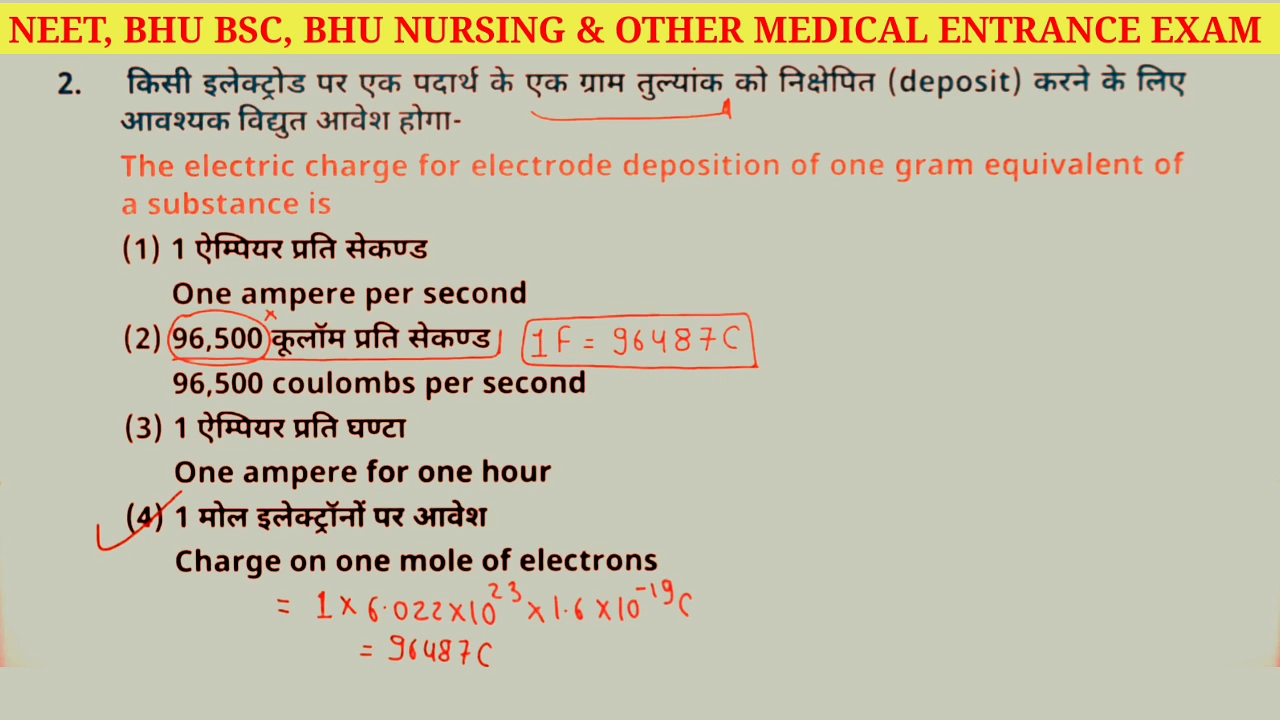 NEET, BHU BSC, BHU NURSING & OTHER MEDICAL ENTRANCE EXAM
2. किसी इलेक्ट्रोड पर एक पदार्थ के एक ग्राम तुल्यांक को निक्षेपित (deposit) करने के लिए
आवश्यक विद्युत आवेश होगा-
The electric charge for electrode deposition of one gram equivalent of
a substance is
(1) 1 ऐम्पियर प्रति सेकण्ड
One ampere per second
(2) 96,500 कूलॉम प्रति सेकण्ड 1 F = 96487C
96,500 coulombs per second
(3) 1 ऐम्पियर प्रति घण्टा
One ampere for one hour
(4) 1 मोल इलेक्ट्रॉनों पर आवेश
Charge on one mole of electrons
= 1 × 6.022×10²³ × 1.6 ×10⁻¹⁹C
= 96487C